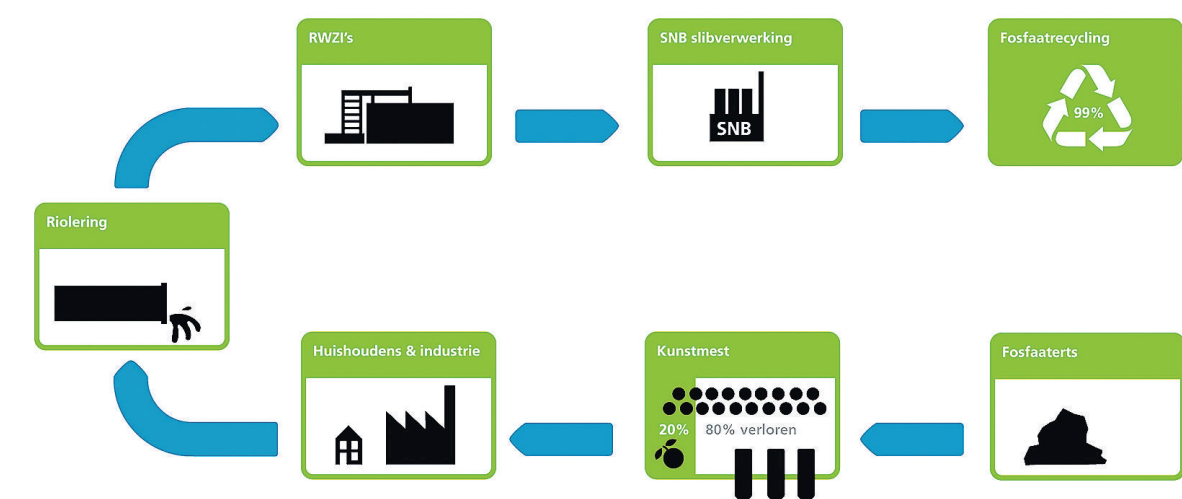 RWZI's
SNB slibverwerking
Fosfaatrecycling
SNB
99%
Riolering
Huishoudens & industrie
Kunstmest
Fosfaaterts
20%
80% verloren